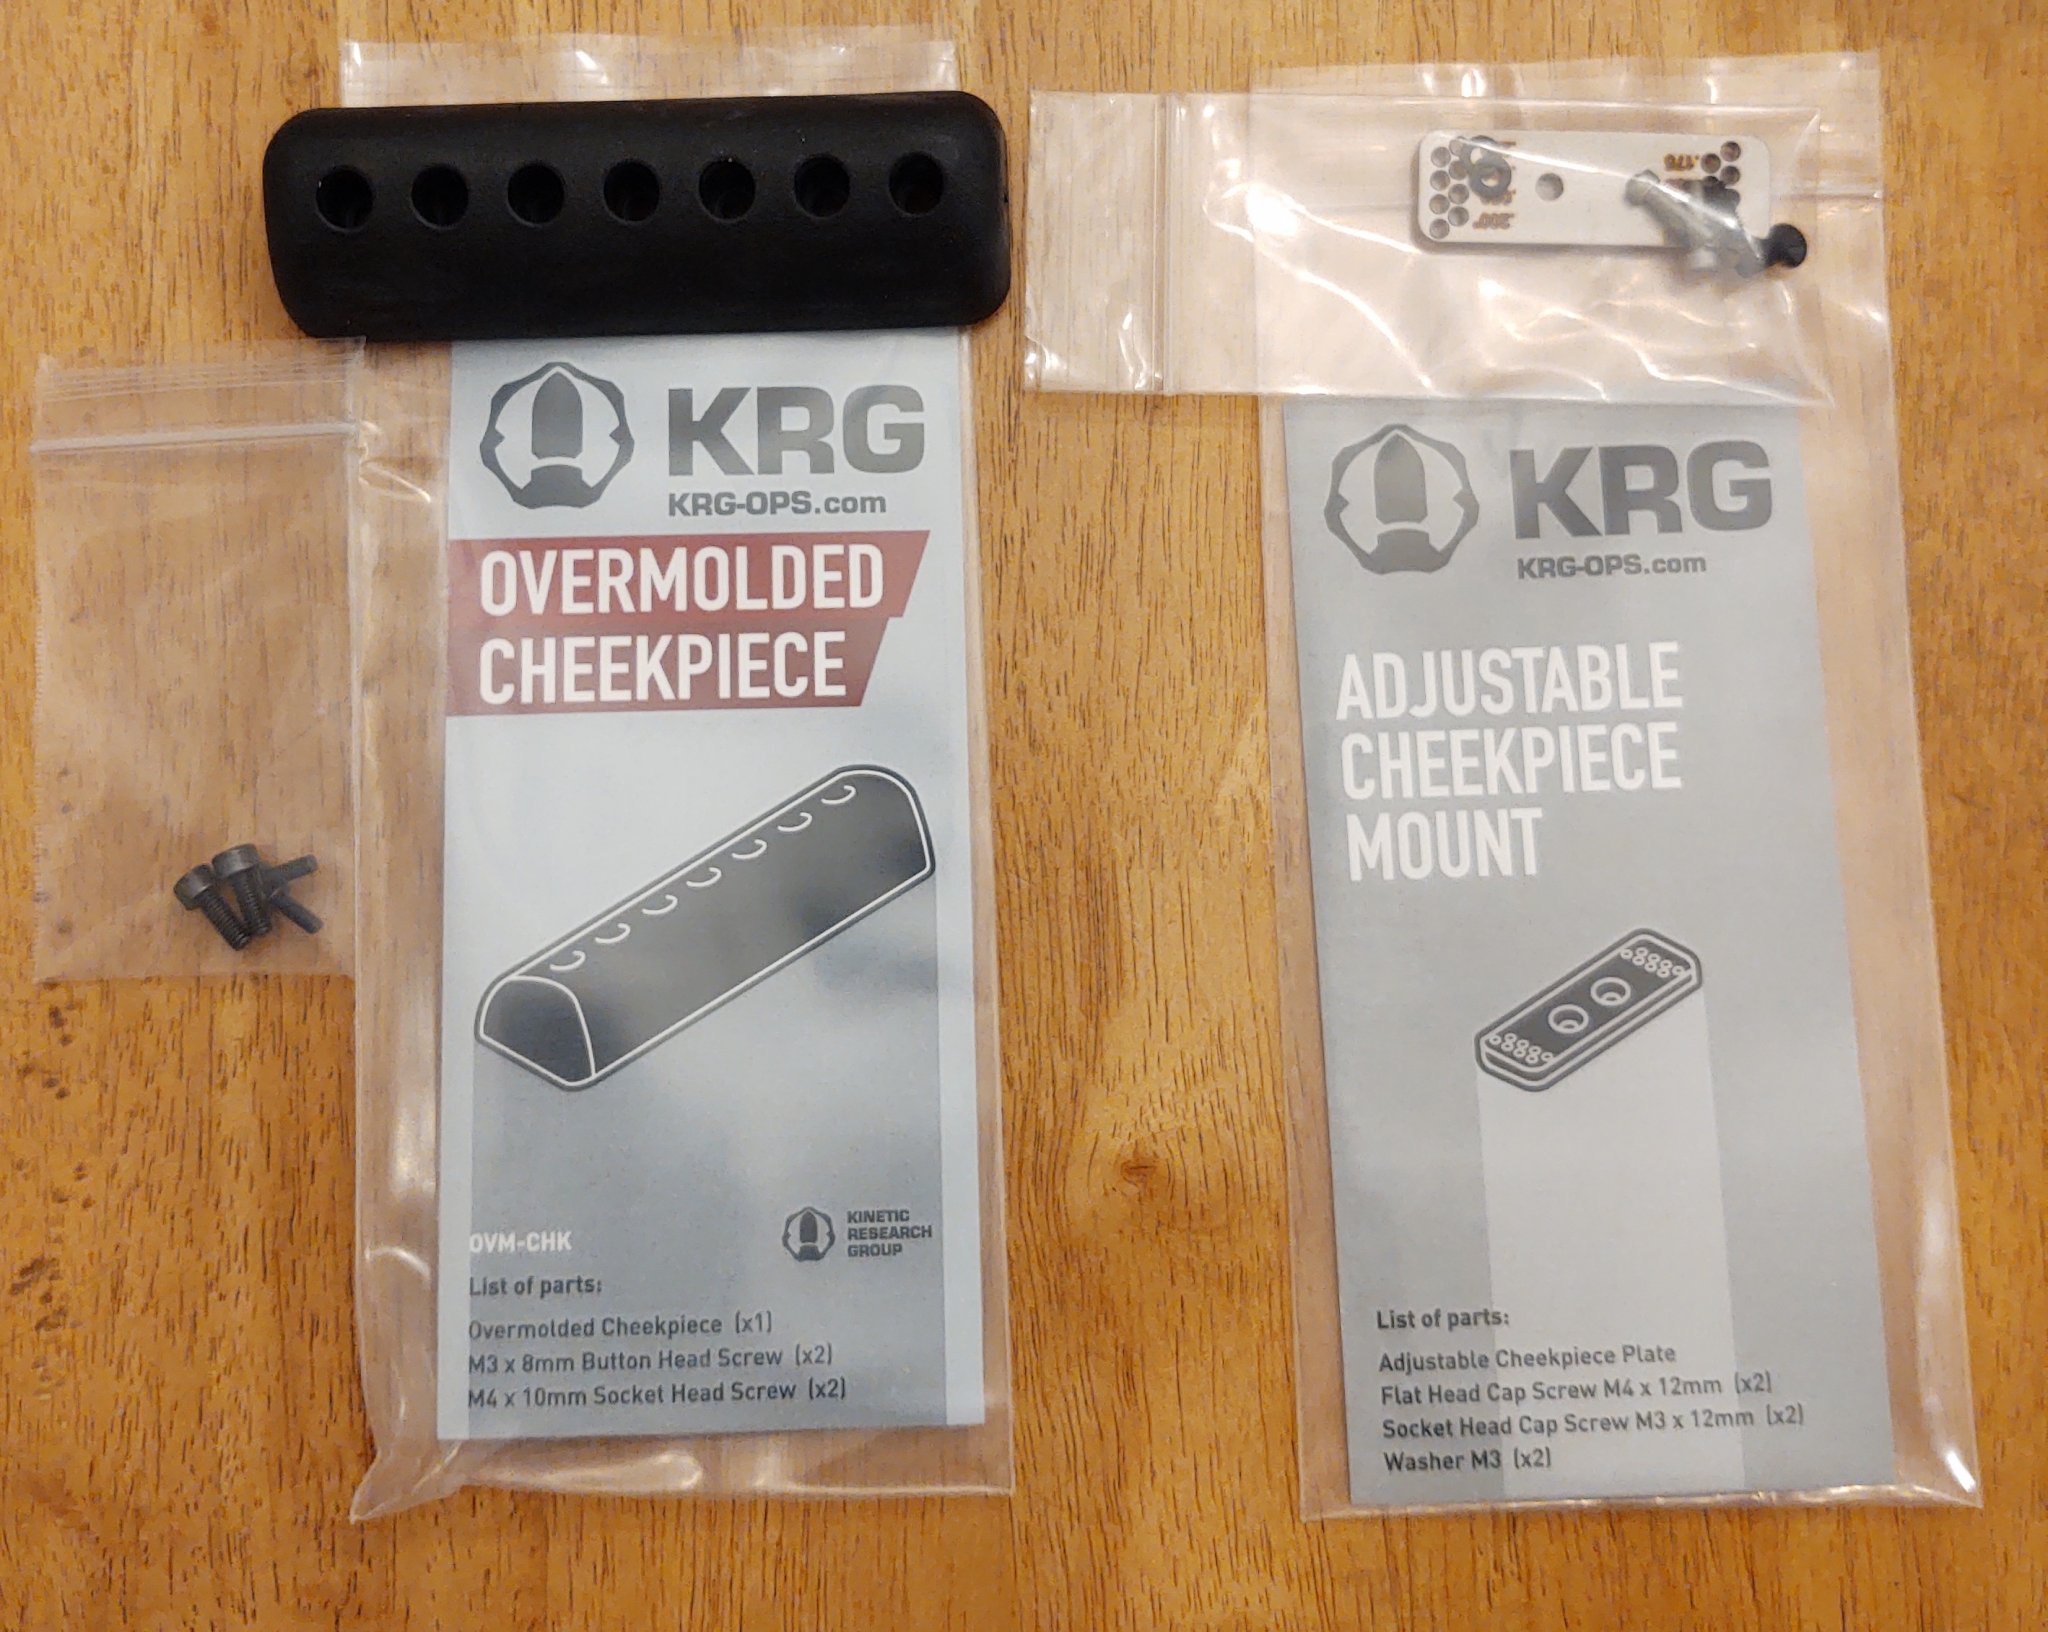 KRG
KRG-OPS.com
OVERMOLDED
CHEEKPIECE
OVM-CHK
KINETIC
RESEARCH
GROUP
List of parts:
Overmolded Cheekpiece (x1)
M3 x 8mm Button Head Screw (x2)
M4 x 10mm Socket Head Screw (x2)
.175
KRG
KRG-OPS.com
ADJUSTABLE
CHEEKPIECE
MOUNT
List of parts:
Adjustable Cheekpiece Plate
Flat Head Cap Screw M4 x 12mm (x2)
Socket Head Cap Screw M3 x 12mm (x2)
Washer M3 (x2)